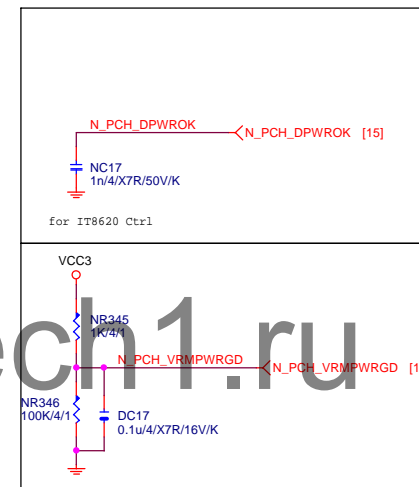 N_PCH_DPWROK
N_PCH_DPWROK [15]
NC17
1n/4/X7R/50V/K
for IT8620 Ctrl
VCC3
NR345
1K/4/1
N_PCH_VRMPWRGD
N_PCH_VRMPWRGD [1
NR346
100K/4/1
DC17
0.1u/4/X7R/16V/K
ech1.ru